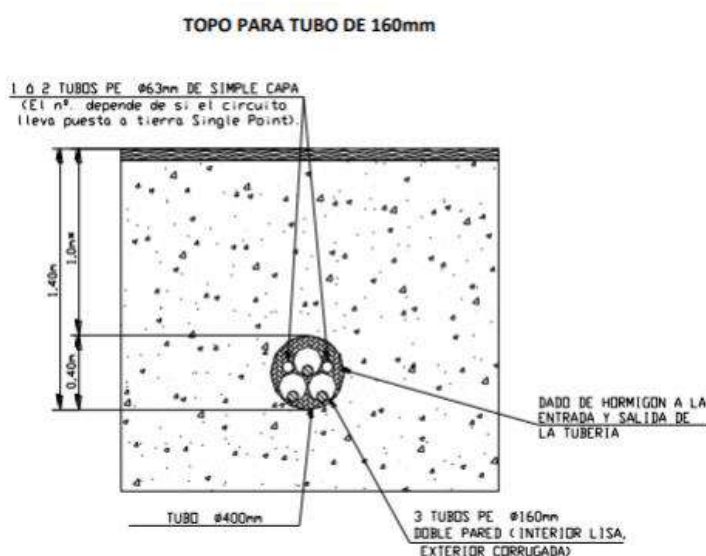 TOPO PARA TUBO DE 160mm
1 ó 2 TUBOS PE Ø63mm DE SIMPLE CAPA
(El nº. depende de si el circuito
lleva puesta a tierra Single Point).
1,40m
1,0m*
0,40m
DADO DE HORMIGON A LA
ENTRADA Y SALIDA DE
LA TUBERIA
TUBO Ø400mm
3 TUBOS PE Ø160mm
DOBLE PARED (INTERIOR LISA,
EXTERIOR CORRUGADA)